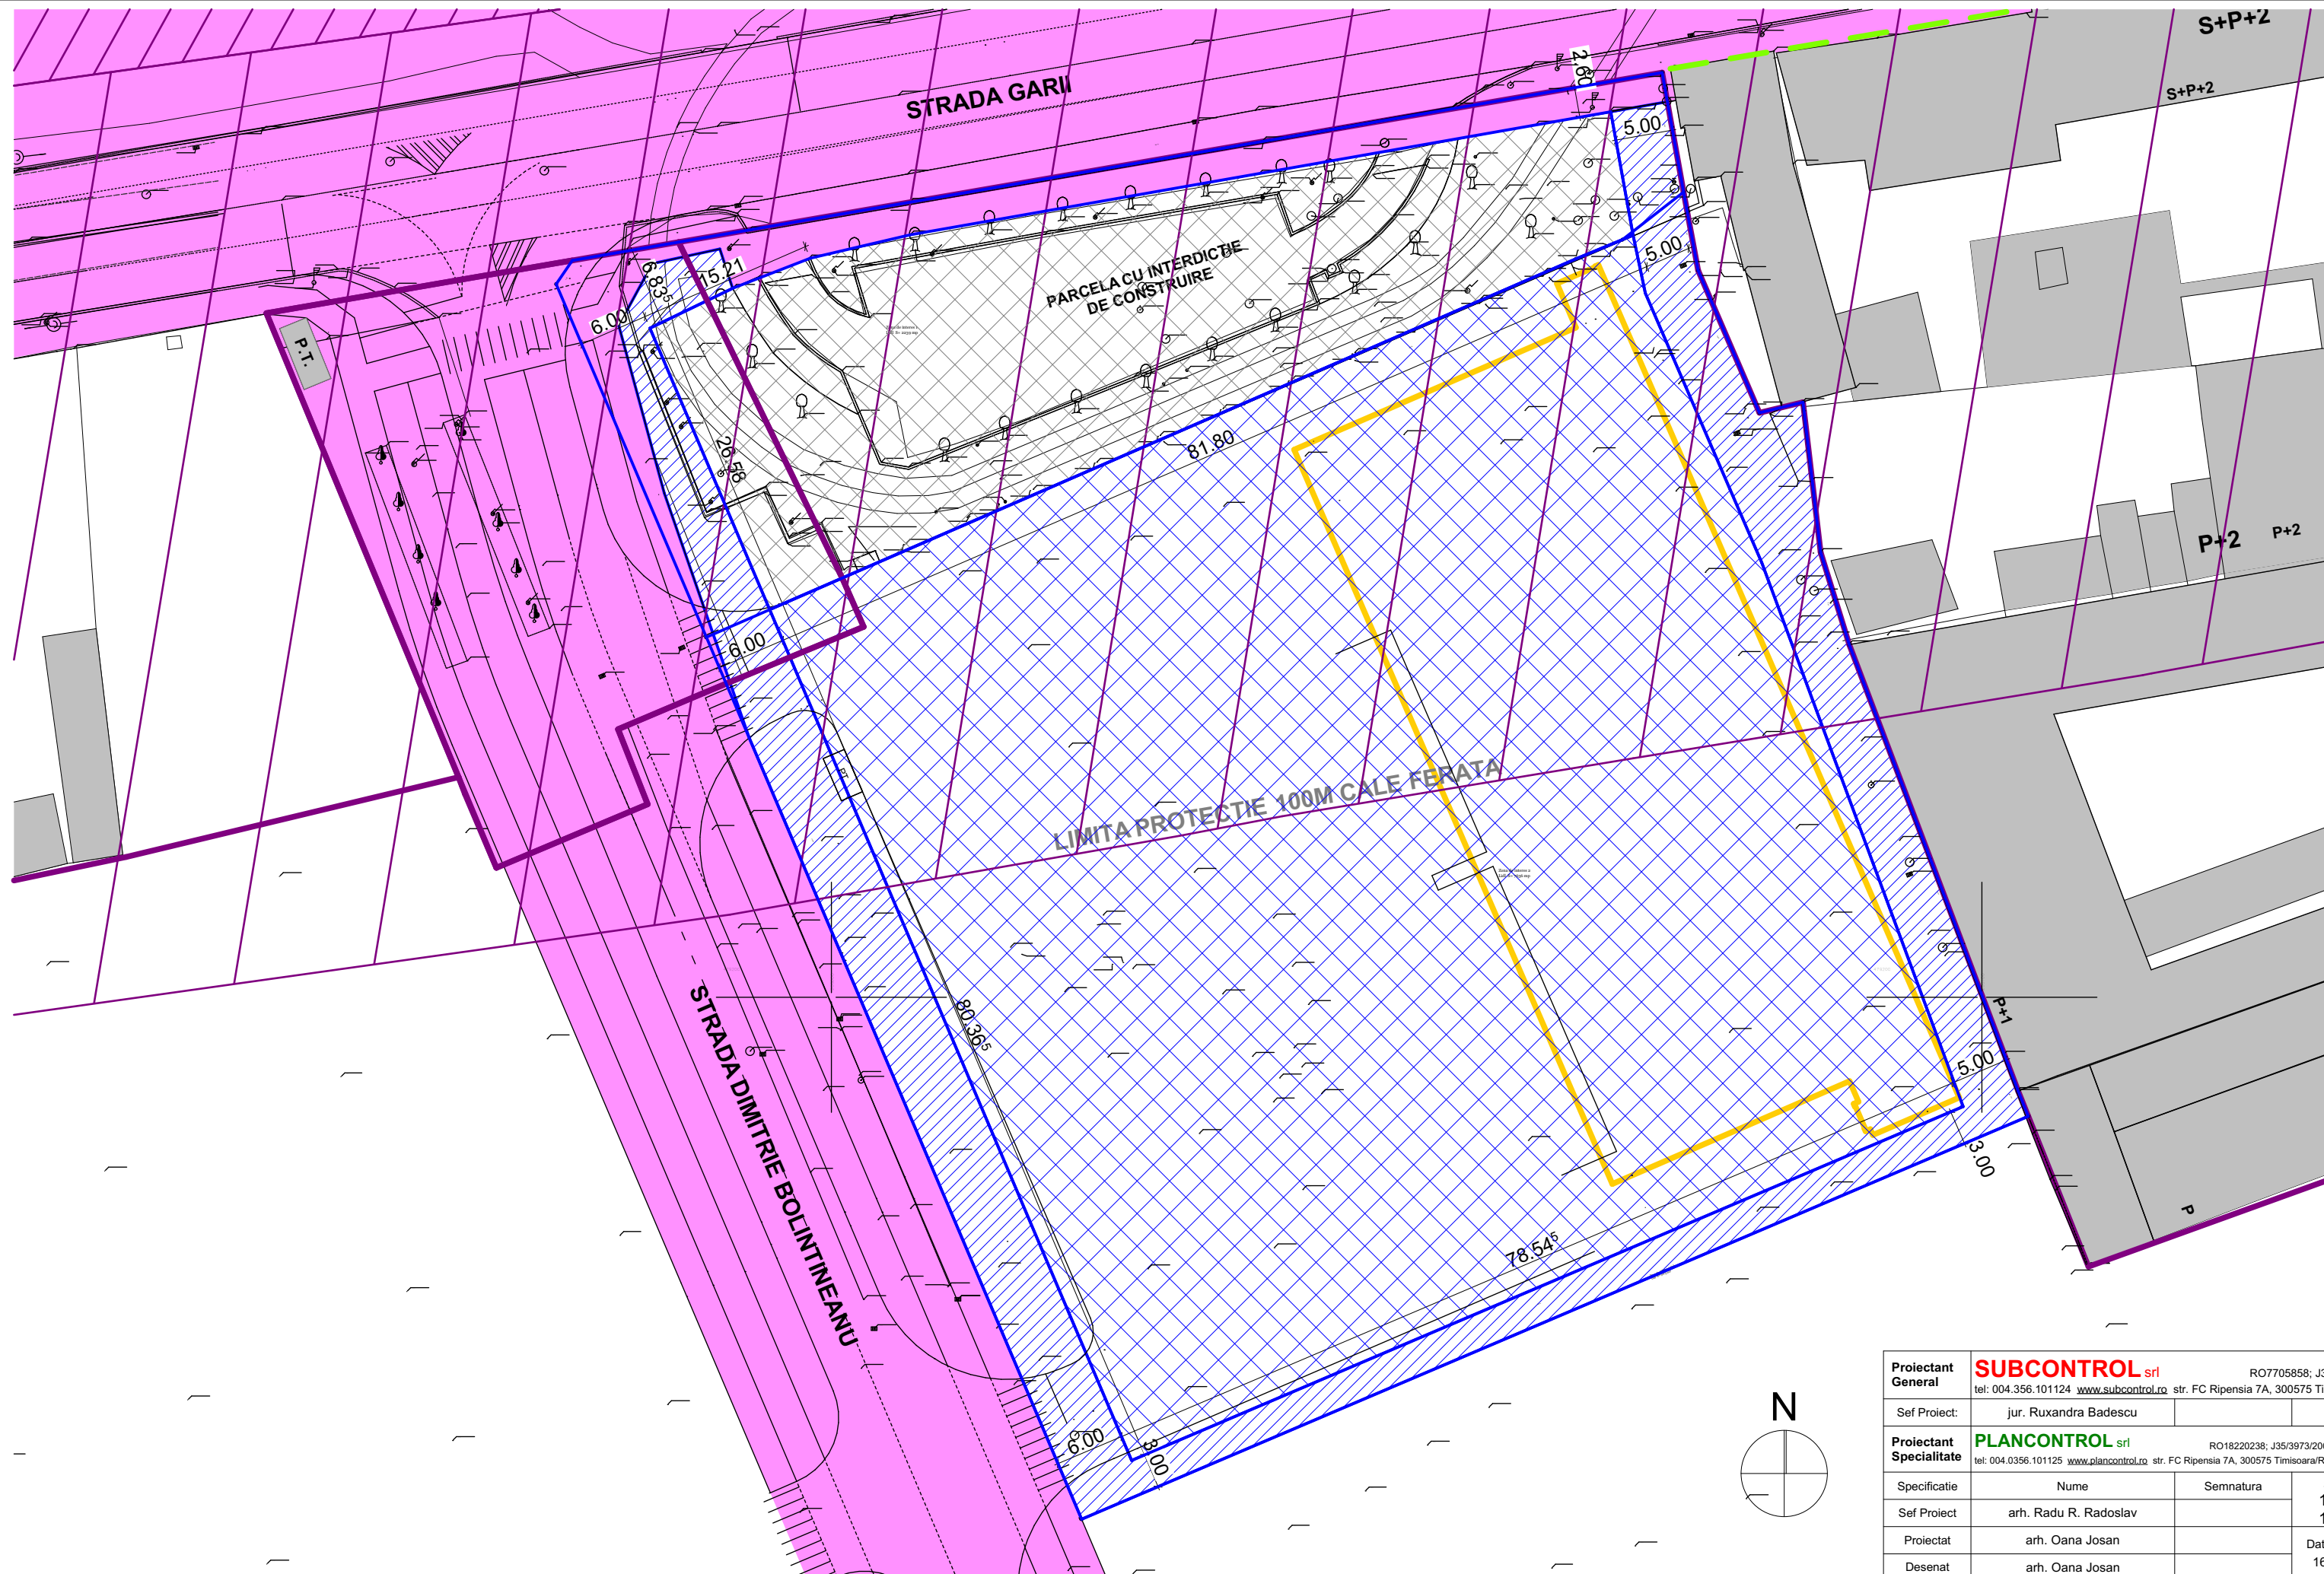 S+P+2
S+P+2
STRADA GARII
2.60
5.00
5.00
15.21
6.83⁵
6.00
PARCELA CU INTERDICTIE
DE CONSTRUIRE
P.T.
26.58
81.80
6.00
P+2
P+2
PT
LIMITA PROTECTIE 100M CALE FERATA
STRADA DIMITRIE BOLINTINEANU
80.36⁵
P+1
5.00
3.00
P
78.54⁵
6.00
3.00
N
Proiectant
General
SUBCONTROL srl
RO7705858;
tel: 004.356.101124 www.subcontrol.ro str. FC Ripensia 7A, 300575
Sef Proiect:
jur. Ruxandra Badescu
Proiectant
Specialitate
PLANCONTROL srl
RO18220238;
tel: 004.0356.101125 www.plancontrol.ro str. FC Ripensia 7A, 300575 Timisoara/R
Specificatie
Nume
Semnatura
Sef Proiect
arh. Radu R. Radoslav
Proiectat
arh. Oana Josan
Desenat
arh. Oana Josan